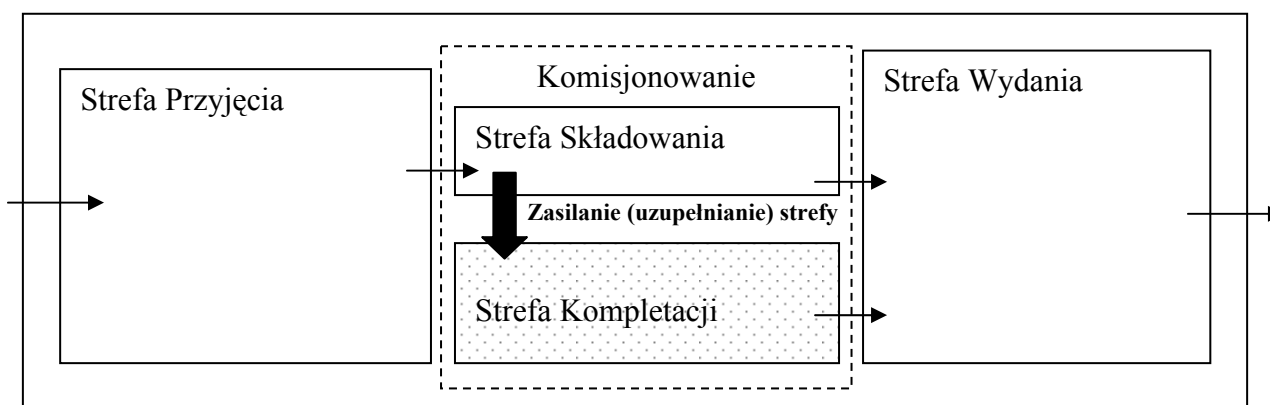 Strefa Przyjęcia
Komisjonowanie
Strefa Składowania
Zasilanie (uzupełnianie) strefy
Strefa Kompletacji
Strefa Wydania